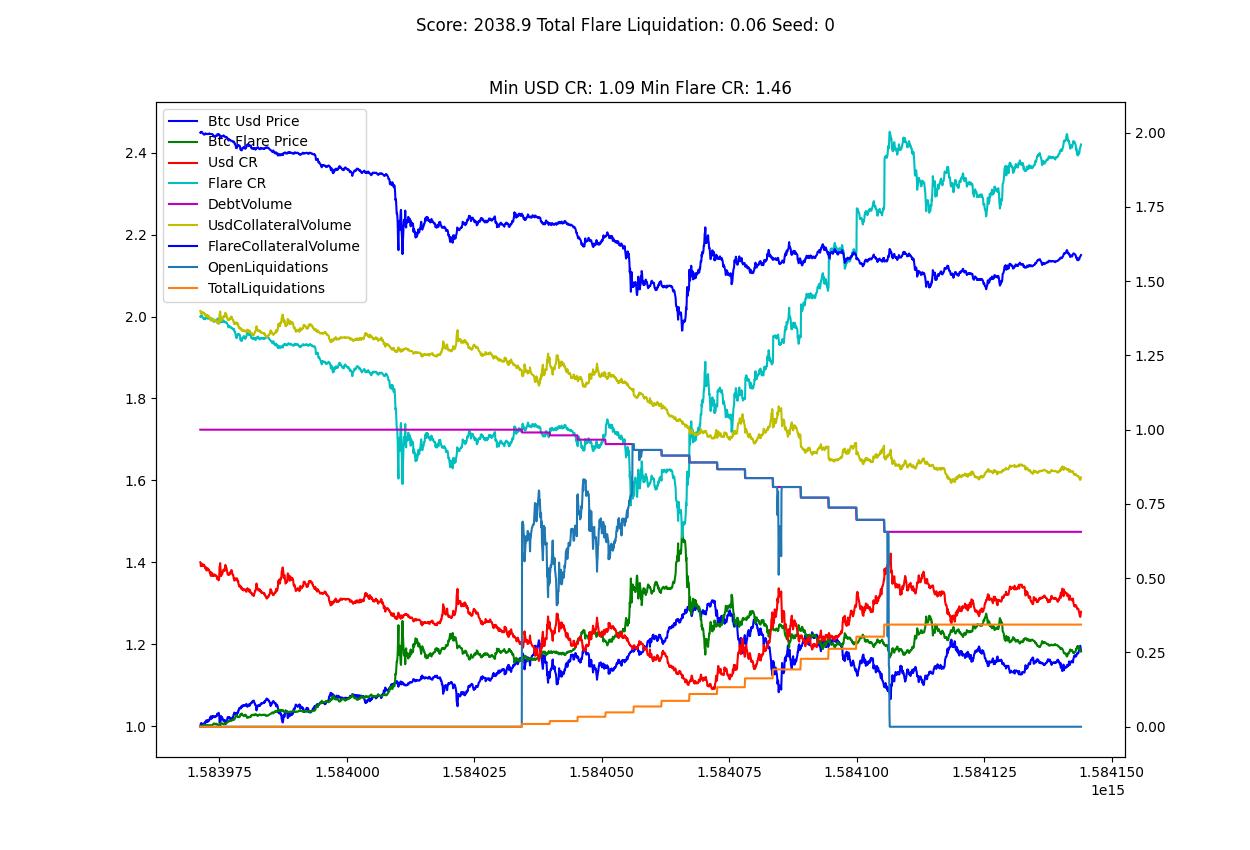 Score: 2038.9 Total Flare Liquidation: 0.06 Seed: 0
Min USD CR: 1.09 Min Flare CR: 1.46
Btc Usd Price
Btc Flare Price
Usd CR
Flare CR
DebtVolume
UsdCollateralVolume
FlareCollateralVolume
OpenLiquidations
TotalLiquidations
2.4
2.2
2.0
1.8
1.6
1.4
1.2
1.0
2.00
1.75
1.50
1.25
1.00
0.75
0.50
0.25
0.00
1.583975 1.584000 1.584025 1.584050 1.584075 1.584100 1.584125 1.584150
1e15